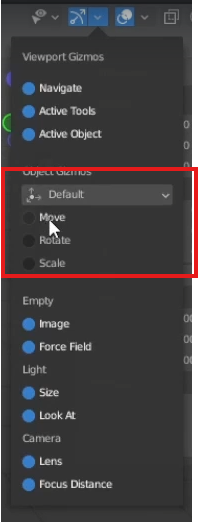 Viewport Gizmos
Navigate
Active Tools
Active Object
Object Gizmos
Default
Move
Rotate
Scale
Empty
Image
Force Field
Light
Size
Look At
Camera
Lens
Focus Distance